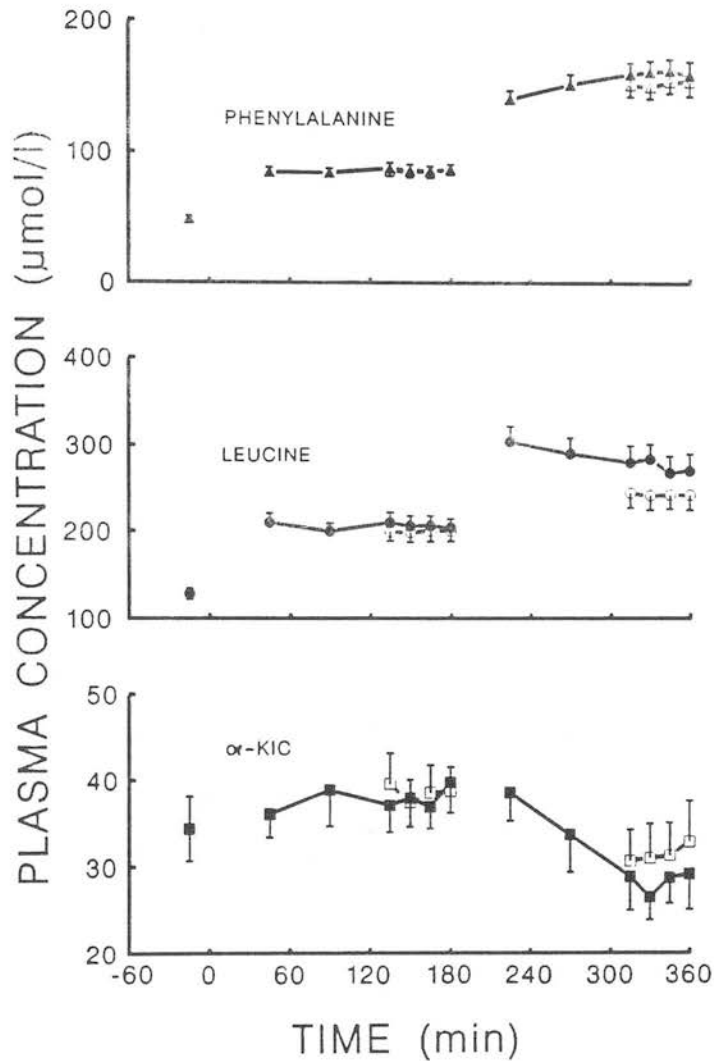 PLASMA CONCENTRATION (μmol/l)
200
100
0
PHENYLALANINE
400
300
200
100
LEUCINE
50
40
30
20
α-KIC
-60 0 60 120 180 240 300 360
TIME (min)